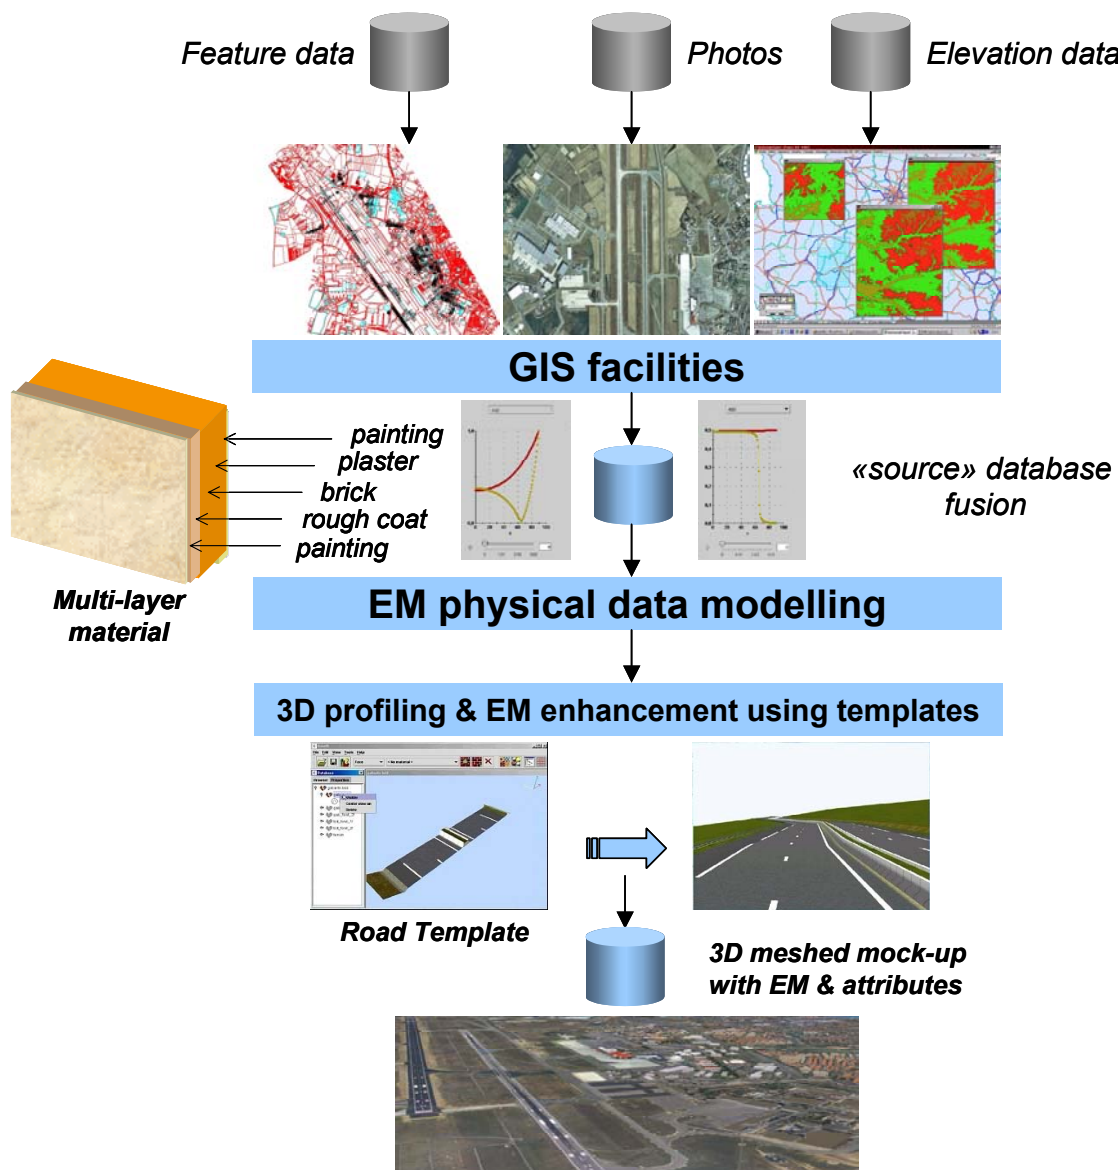 Feature data
Photos
Elevation data
GIS facilities
painting
plaster
brick
rough coat
painting
Multi-layer
material
«source» database
fusion
EM physical data modelling
3D profiling & EM enhancement using templates
Road Template
3D meshed mock-up
with EM & attributes